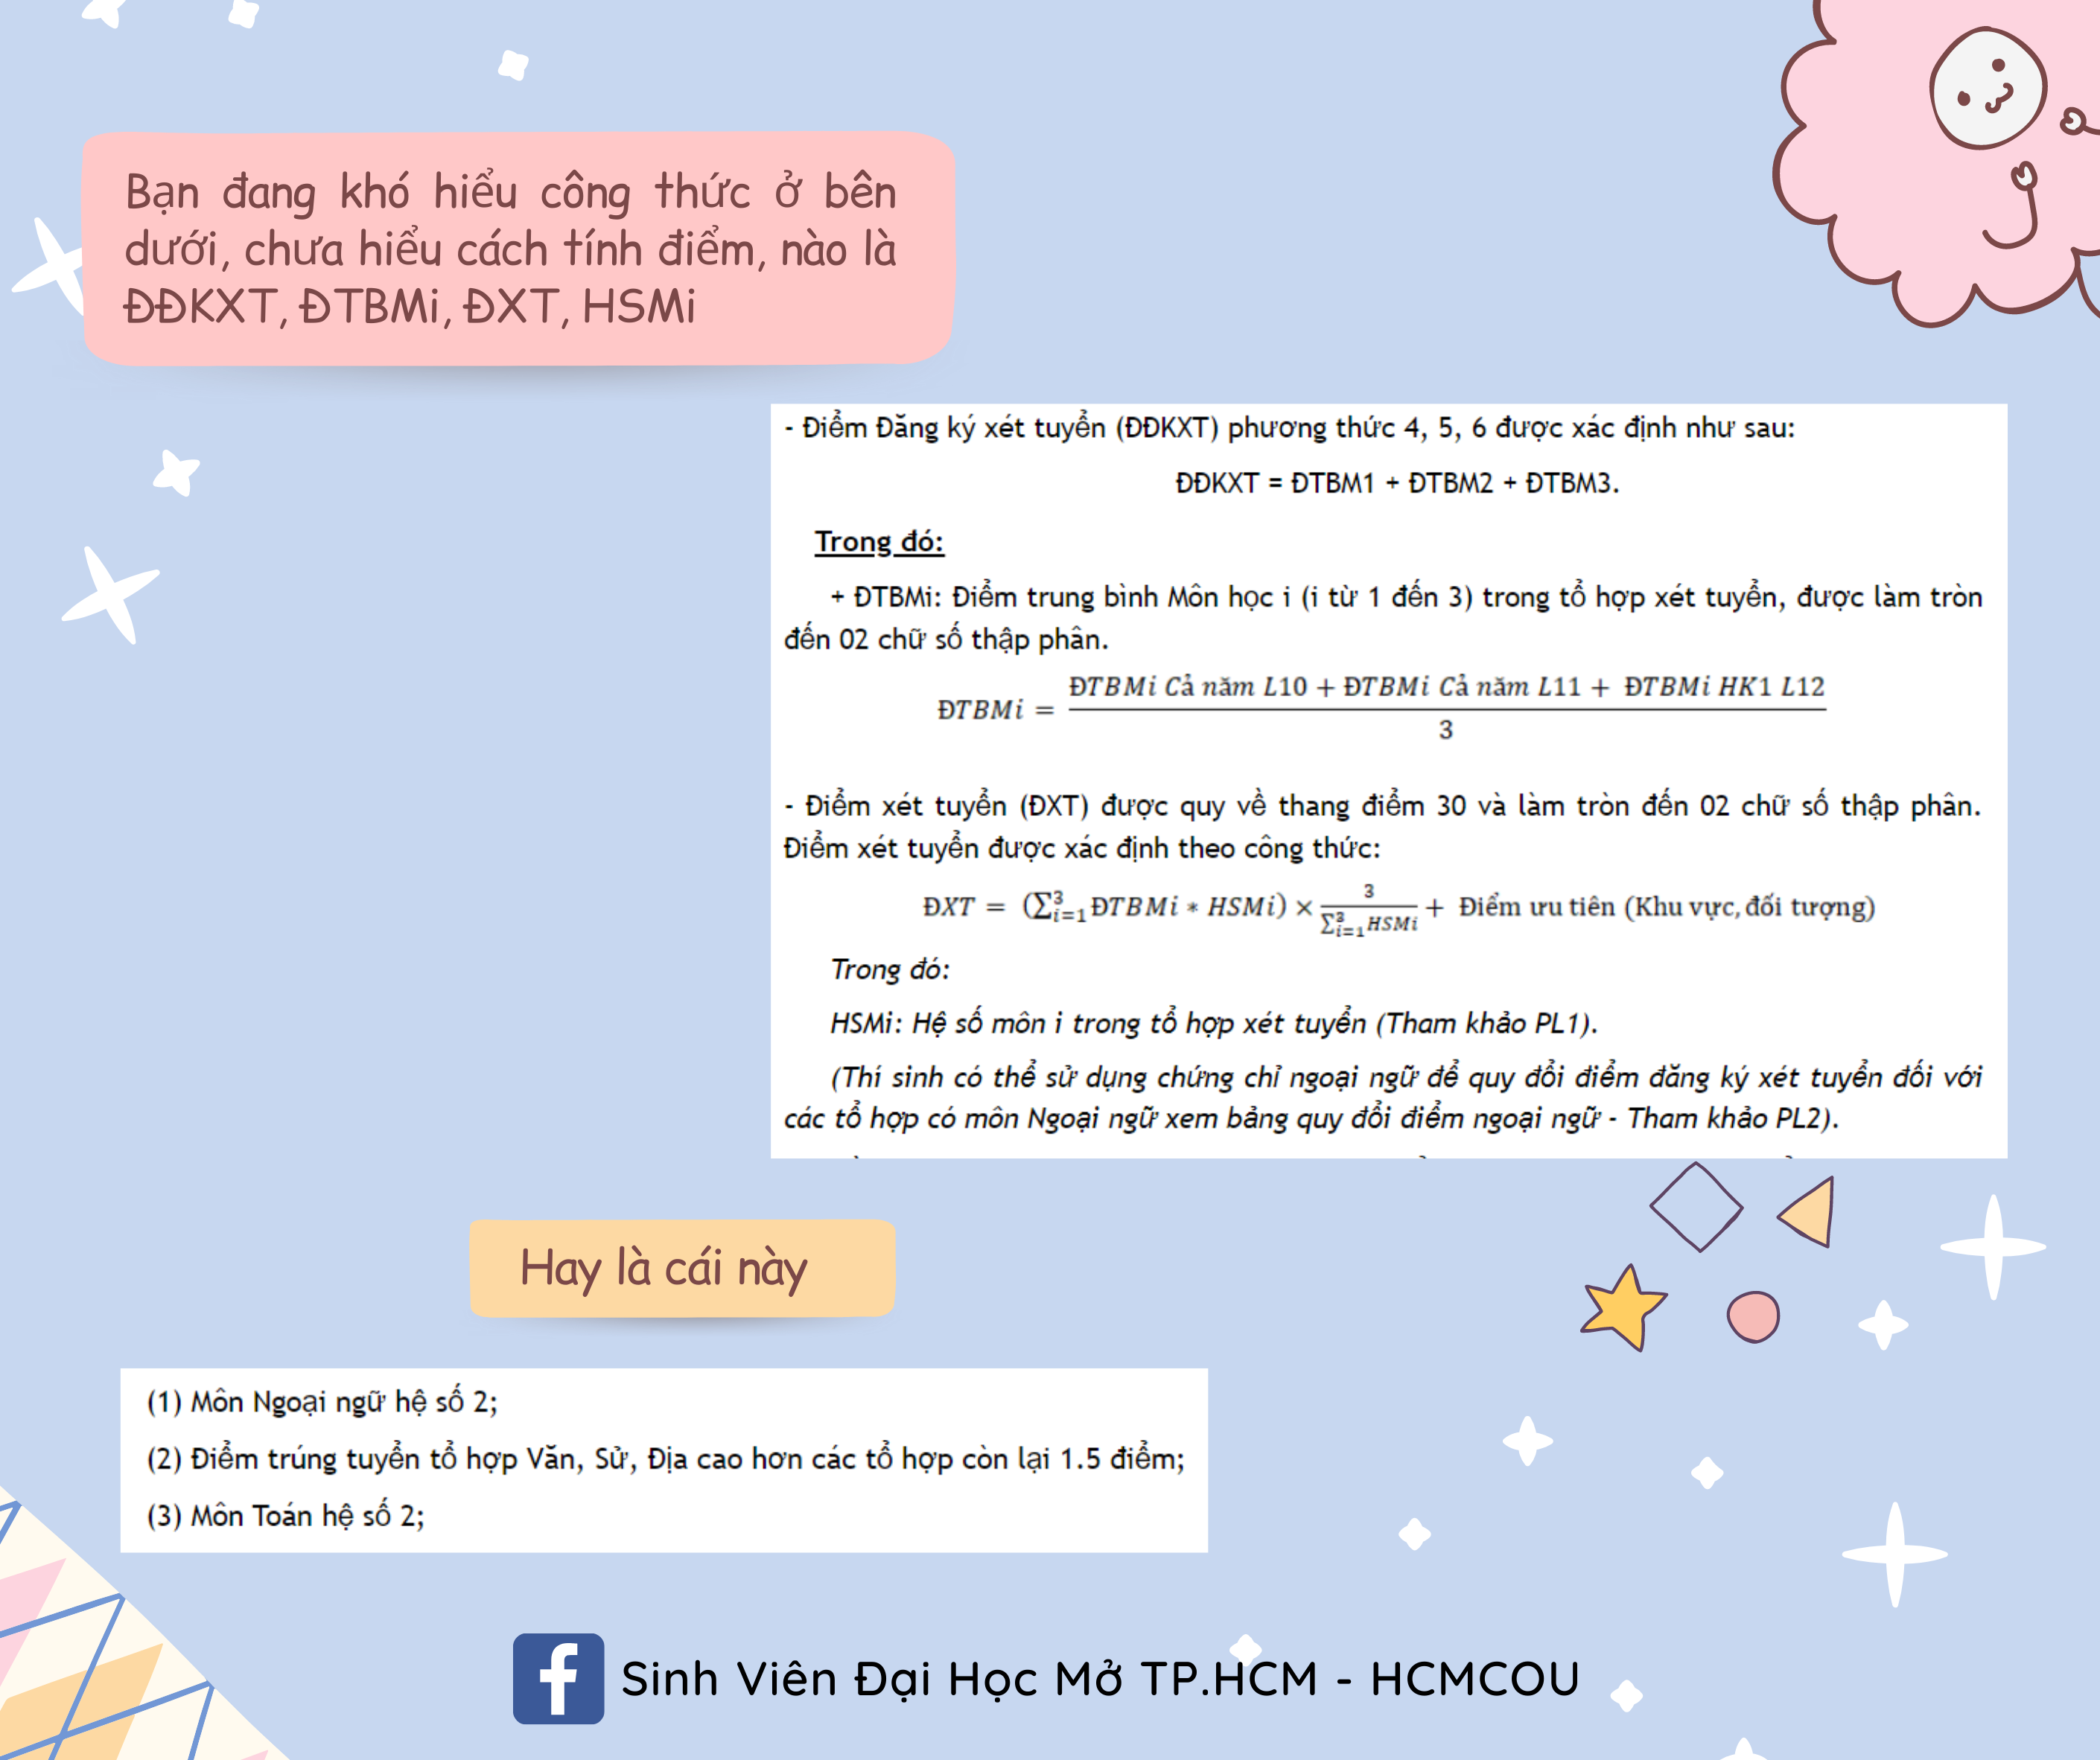 Bạn đang khó hiểu công thức ở bên
dưới, chưa hiểu cách tính điểm, nào là
ĐĐKXT, ĐTBMi, ĐXT, HSMi
- Điểm Đăng ký xét tuyển (ĐĐKXT) phương thức 4, 5, 6 được xác định như sau:
ĐĐKXT = ĐTBM1 + ĐTBM2 + ĐTBM3.
Trong đó:
+ ĐTBMi: Điểm trung bình Môn học i (i từ 1 đến 3) trong tổ hợp xét tuyển, được làm tròn
đến 02 chữ số thập phân.
ĐTBMi = (ĐTBMi Cả năm L10 + ĐTBMi Cả năm L11 + ĐTBMi HK1 L12) / 3
- Điểm xét tuyển (ĐXT) được quy về thang điểm 30 và làm tròn đến 02 chữ số thập phân.
Điểm xét tuyển được xác định theo công thức:
ĐXT = (∑³ᵢ₌₁ ĐTBMi * HSMi) × 3 / ∑³ᵢ₌₁ HSMi + Điểm ưu tiên (Khu vực, đối tượng)
Trong đó:
HSMi: Hệ số môn i trong tổ hợp xét tuyển (Tham khảo PL1).
(Thí sinh có thể sử dụng chứng chỉ ngoại ngữ để quy đổi điểm đăng ký xét tuyển đối với
các tổ hợp có môn Ngoại ngữ xem bảng quy đổi điểm ngoại ngữ - Tham khảo PL2).
Hay là cái này
(1) Môn Ngoại ngữ hệ số 2;
(2) Điểm trúng tuyển tổ hợp Văn, Sử, Địa cao hơn các tổ hợp còn lại 1.5 điểm;
(3) Môn Toán hệ số 2;
f Sinh Viên Đại Học Mở TP.HCM - HCMCOU